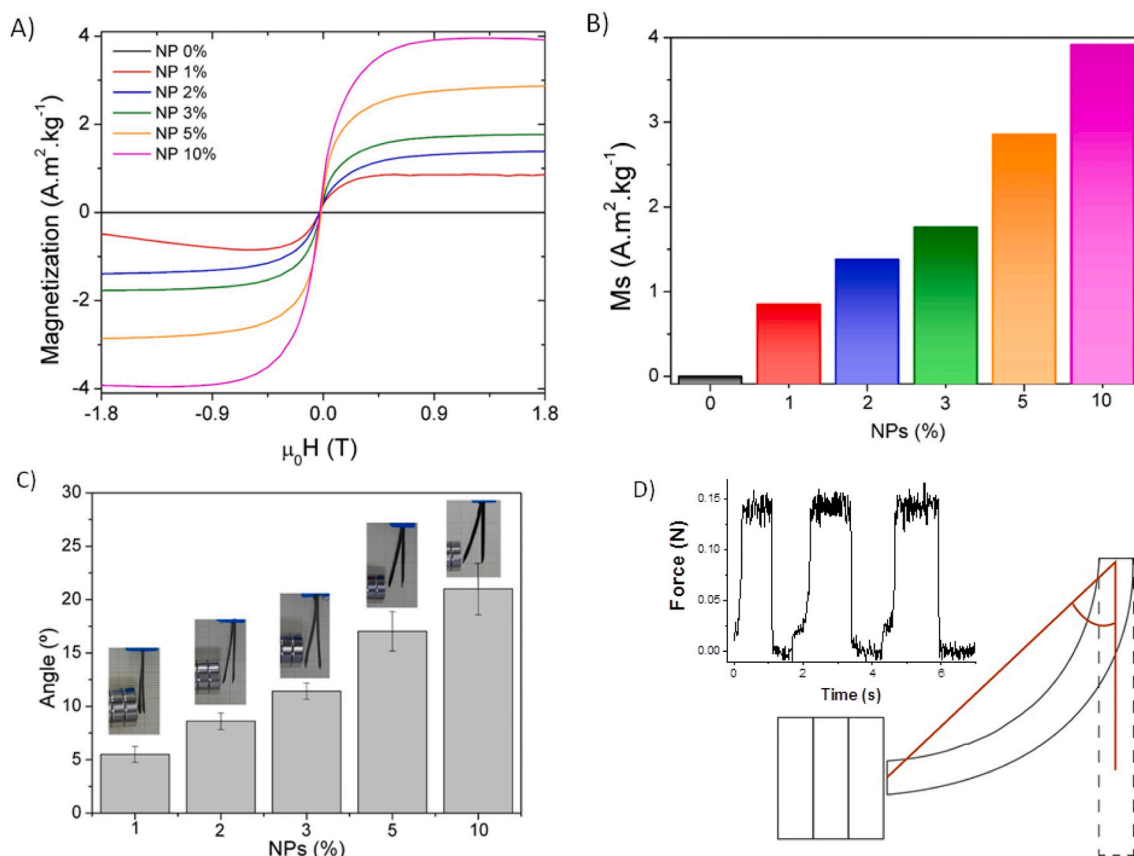 A)
NP 0%
NP 1%
NP 2%
NP 3%
NP 5%
NP 10%
Magnetization (A.m².kg⁻¹)
4
2
0
-2
-4
-1.8
-0.9
0.0
0.9
1.8
μ₀H (T)
B)
Ms (A.m².kg⁻¹)
4
3
2
1
0
0
1
2
3
5
10
NPs (%)
C)
Angle (º)
30
25
20
15
10
5
0
1
2
3
5
10
NPs (%)
D)
Force (N)
0.15
0.10
0.05
0.00
0
2
4
6
Time (s)